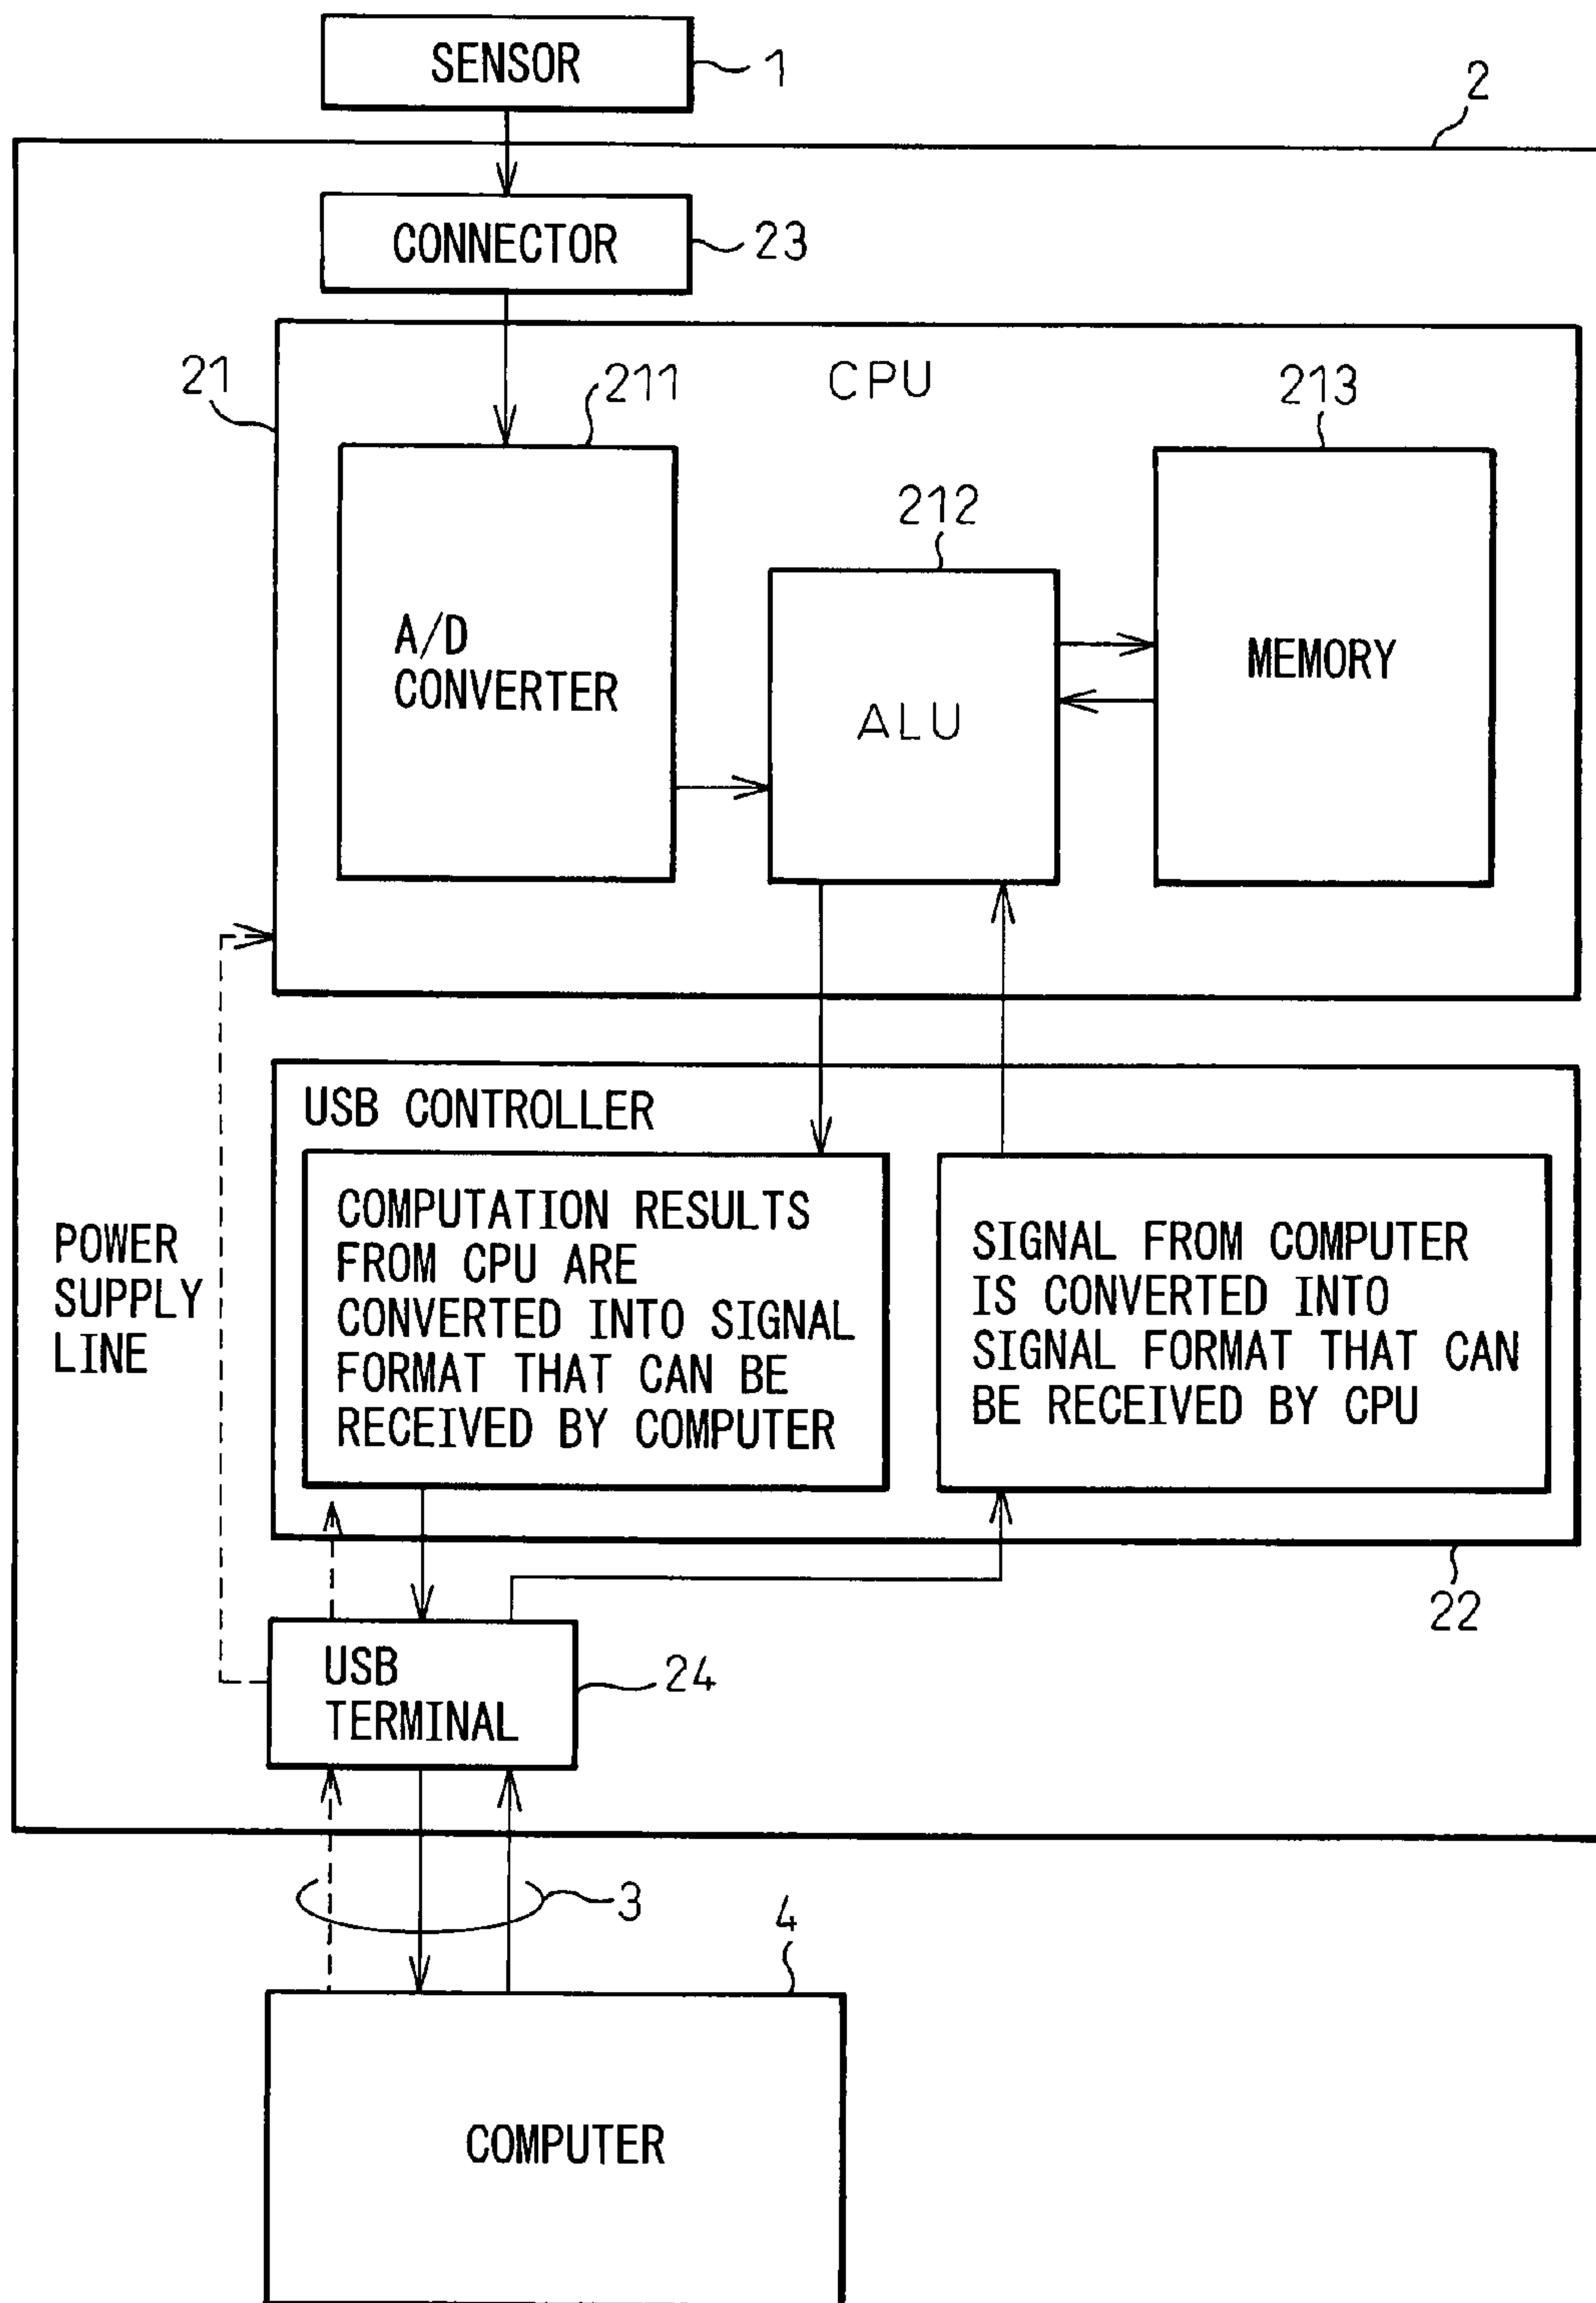 SENSOR
1
2
CONNECTOR
23
21
211
CPU
213
212
A/D
CONVERTER
ALU
MEMORY
USB CONTROLLER
COMPUTATION RESULTS
FROM CPU ARE
CONVERTED INTO SIGNAL
FORMAT THAT CAN BE
RECEIVED BY COMPUTER
SIGNAL FROM COMPUTER
IS CONVERTED INTO
SIGNAL FORMAT THAT CAN
BE RECEIVED BY CPU
POWER
SUPPLY
LINE
22
USB
TERMINAL
24
3
4
COMPUTER